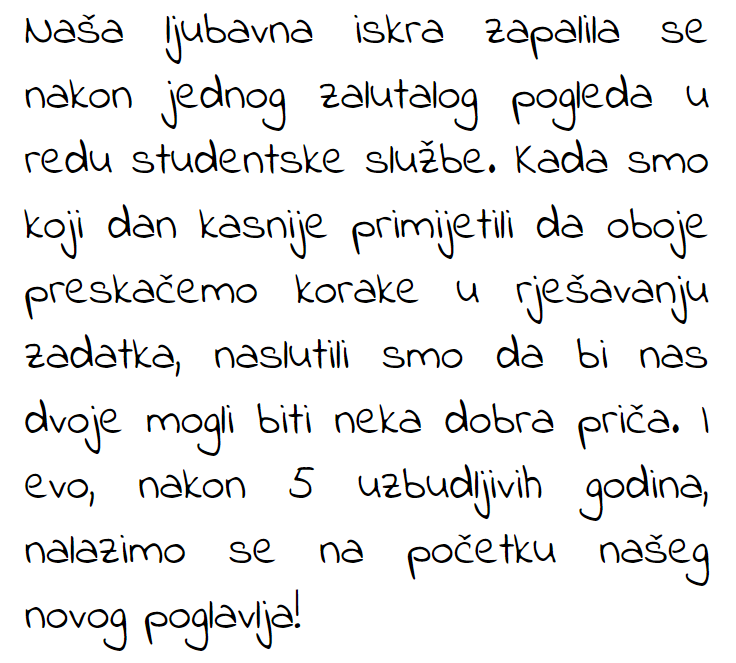 Naša ljubavna iskra zapalila se
nakon jednog zalutalog pogleda u
redu studentske službe. Kada smo
koji dan kasnije primijetili da oboje
preskačemo korake u rješavanju
zadatka, naslutili smo da bi nas
dvoje mogli biti neka dobra priča. I
evo, nakon 5 uzbudljivih godina,
nalazimo se na početku našeg
novog poglavlja!